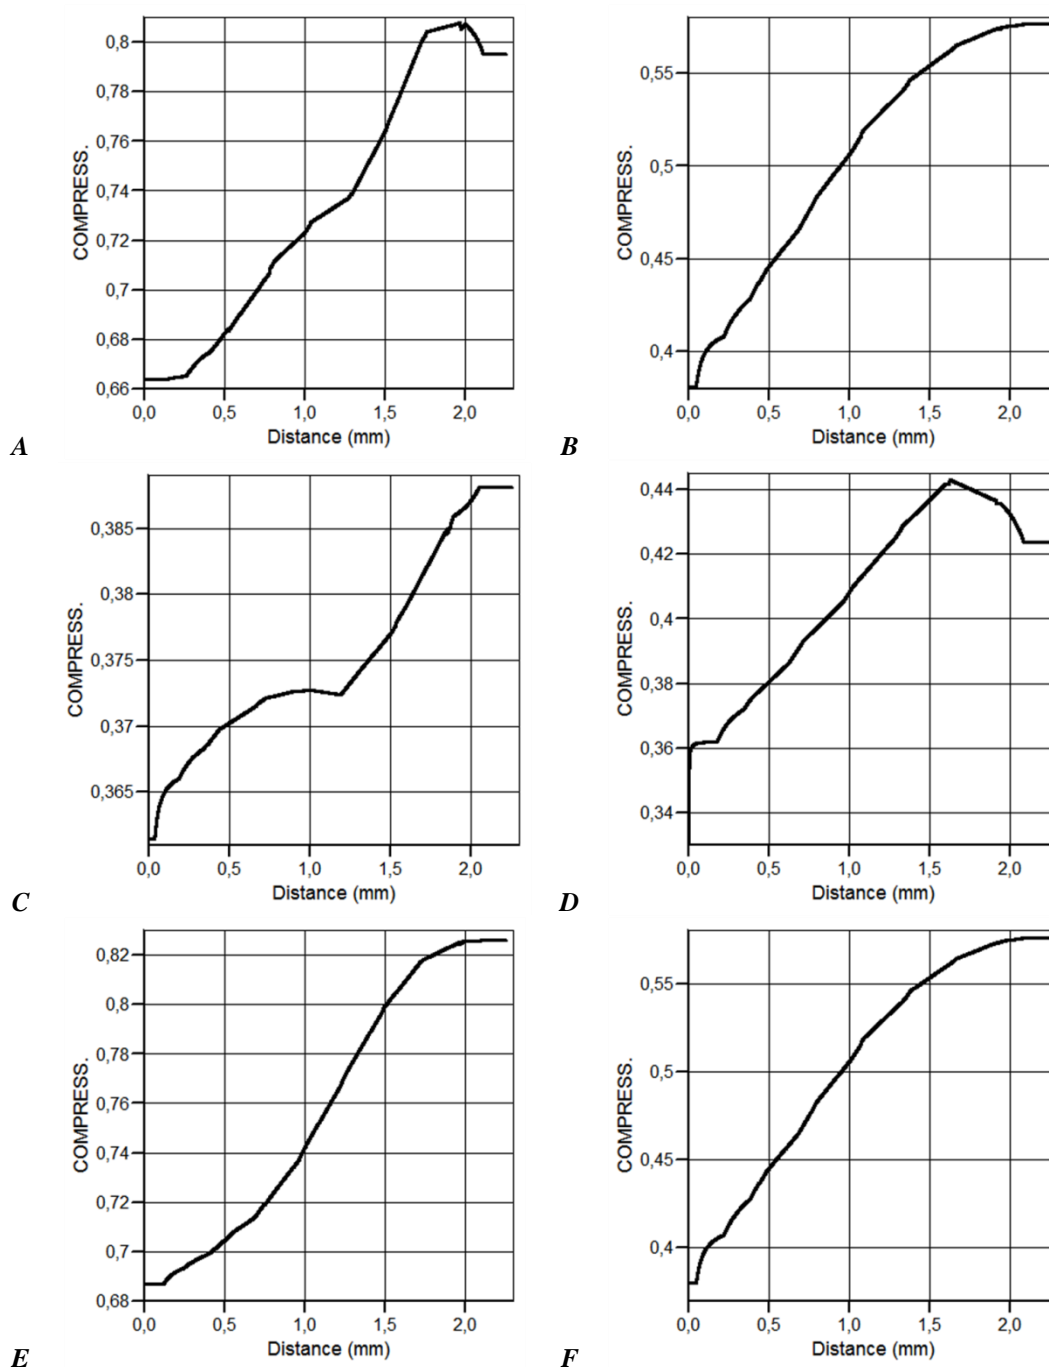 COMPRESS.
0,8
0,78
0,76
0,74
0,72
0,7
0,68
0,66
0,0 0,5 1,0 1,5 2,0
Distance (mm)
A
COMPRESS.
0,55
0,5
0,45
0,4
0,0 0,5 1,0 1,5 2,0
Distance (mm)
B
COMPRESS.
0,385
0,38
0,375
0,37
0,365
0,0 0,5 1,0 1,5 2,0
Distance (mm)
C
COMPRESS.
0,44
0,42
0,4
0,38
0,36
0,34
0,0 0,5 1,0 1,5 2,0
Distance (mm)
D
COMPRESS.
0,82
0,8
0,78
0,76
0,74
0,72
0,7
0,68
0,0 0,5 1,0 1,5 2,0
Distance (mm)
E
COMPRESS.
0,55
0,5
0,45
0,4
0,0 0,5 1,0 1,5 2,0
Distance (mm)
F